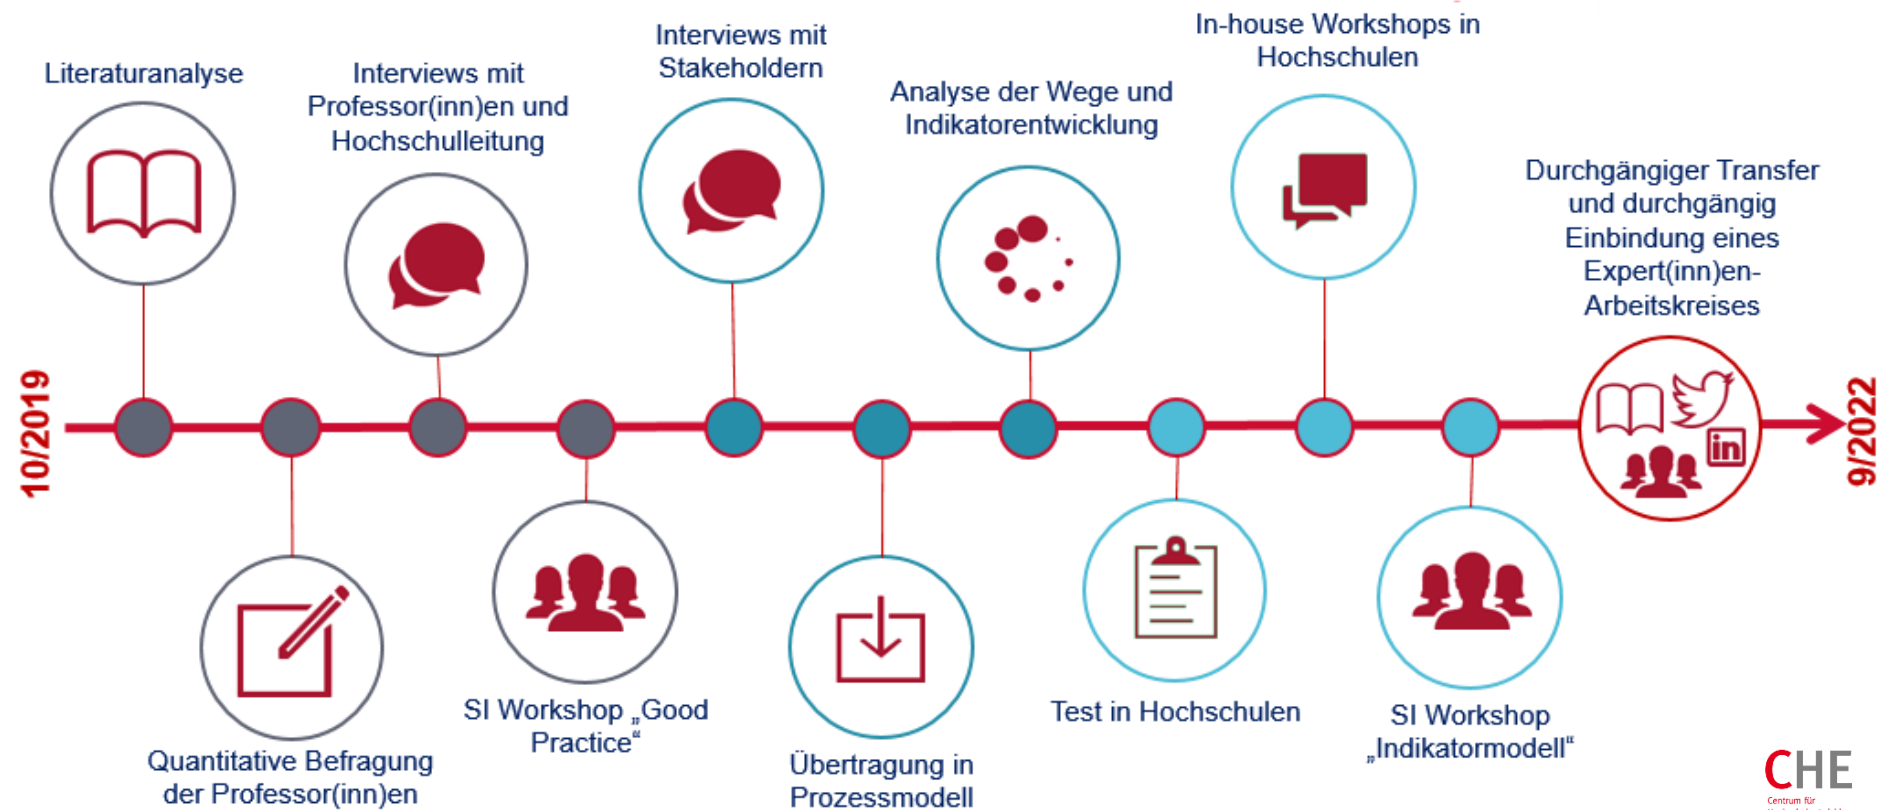 Literaturanalyse
Interviews mit
Professor(inn)en und
Hochschulleitung
Interviews mit
Stakeholdern
Analyse der Wege und
Indikatorentwicklung
In-house Workshops in
Hochschulen
Durchgängiger Transfer
und durchgängig
Einbindung eines
Expert(inn)en-
Arbeitskreises
10/2019
in
9/2022
Quantitative Befragung
der Professor(inn)en
SI Workshop „Good
Practice“
Übertragung in
Prozessmodell
Test in Hochschulen
SI Workshop
„Indikatormodell“
CHE
Centrum für